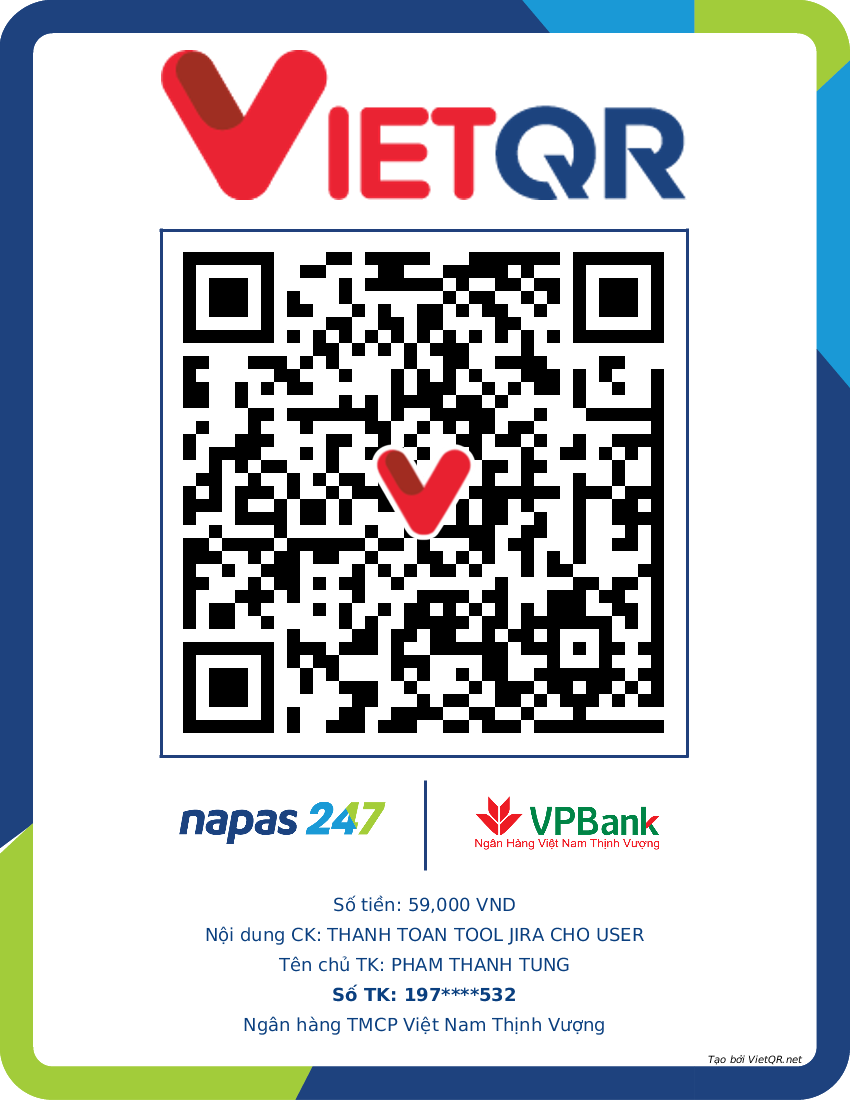 VIETQR
napas 247
VPBank
Ngân Hàng Việt Nam Thịnh Vượng
Số tiền: 59,000 VND
Nội dung CK: THANH TOAN TOOL JIRA CHO USER
Tên chủ TK: PHAM THANH TUNG
Số TK: 197****532
Ngân hàng TMCP Việt Nam Thịnh Vượng
Tạo bởi VietQR.net